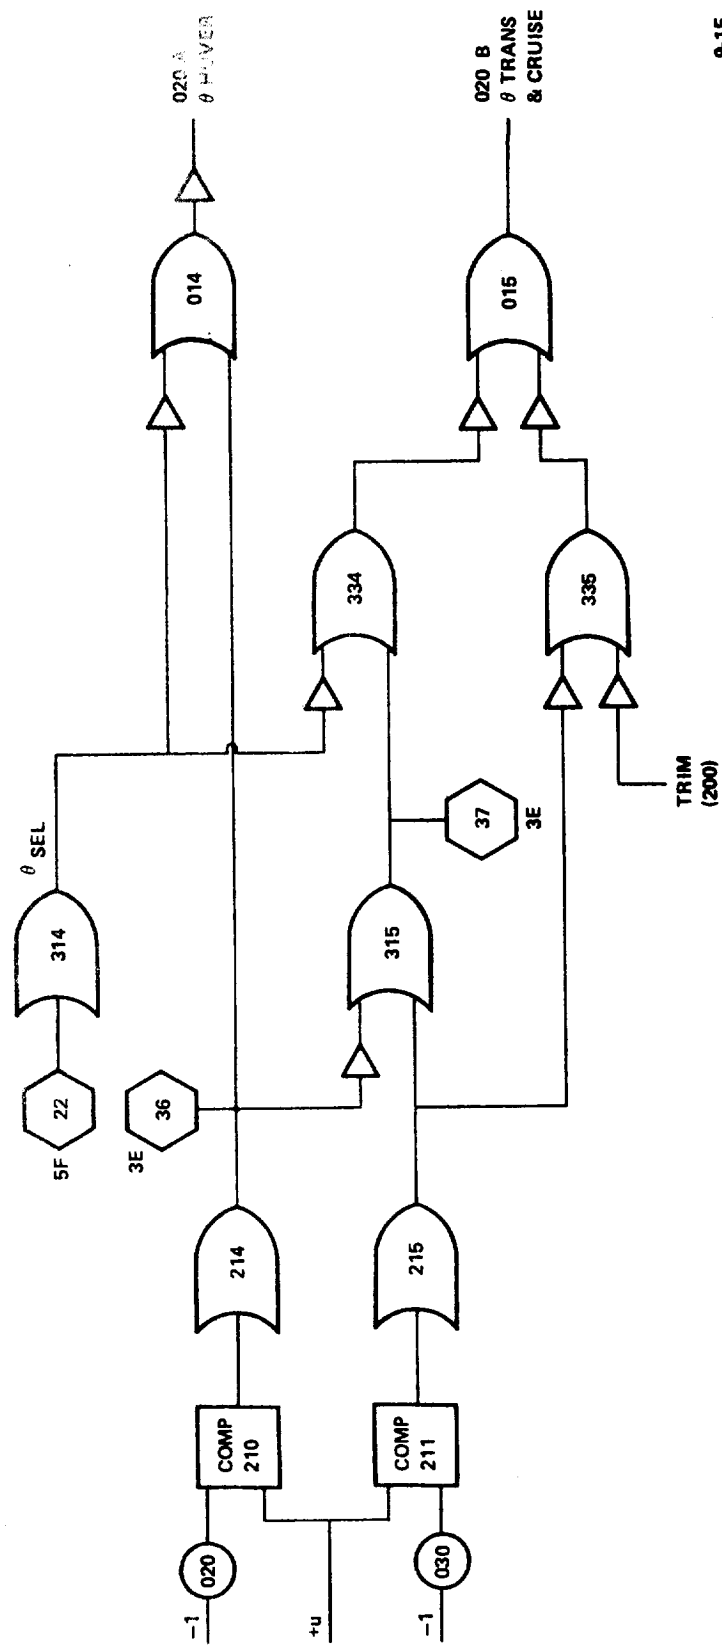 020 A
θ HOVER
014
020 B
θ TRANS
& CRUISE
015
θ SEL
314
22
5F
334
335
TRIM
(200)
37
3E
315
36
3E
214
215
COMP
210
COMP
211
020
030
−1
+u
−1
9-15